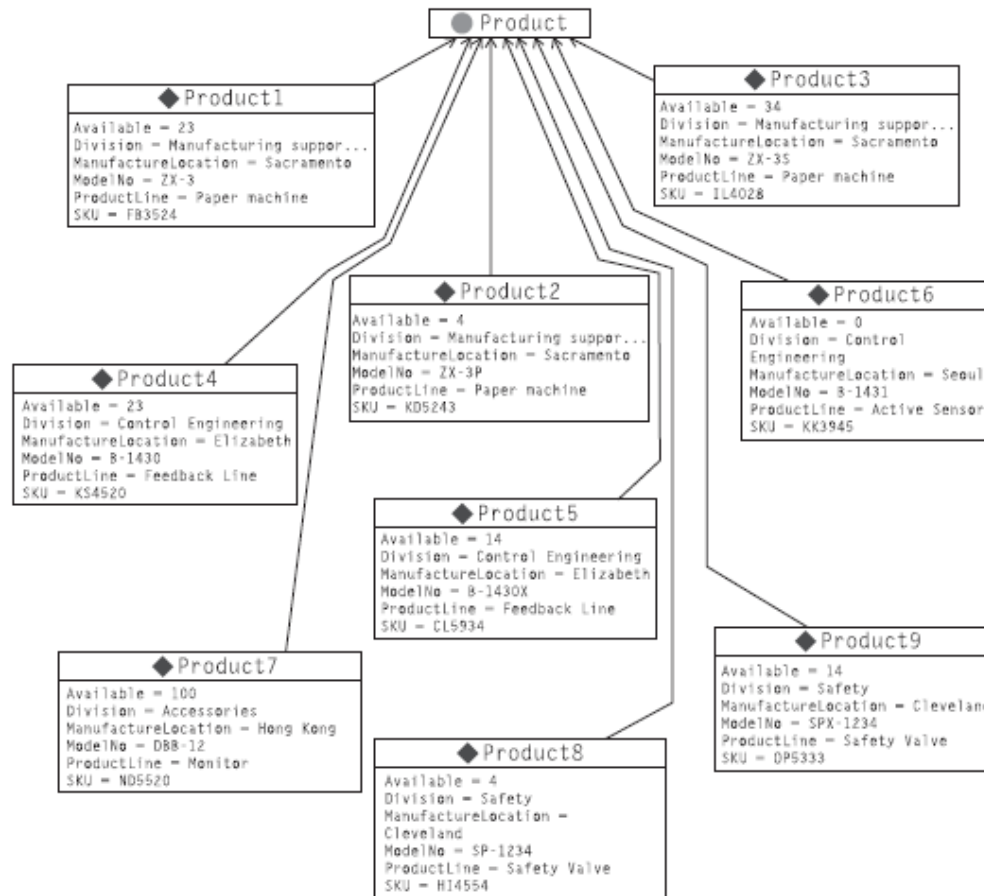 Product
Product1
Available = 23
Division = Manufacturing suppor...
ManufactureLocation = Sacramento
ModelNo = ZX-3
ProductLine = Paper machine
SKU = FB3524
Product3
Available = 34
Division = Manufacturing suppor...
ManufactureLocation = Sacramento
ModelNo = ZX-3S
ProductLine = Paper machine
SKU = IL4028
Product2
Available = 4
Division = Manufacturing suppor...
ManufactureLocation = Sacramento
ModelNo = ZX-3P
ProductLine = Paper machine
SKU = KD5243
Product6
Available = 0
Division = Control
Engineering
ManufactureLocation = Seoul
ModelNo = B-1431
ProductLine = Active Sensor
SKU = KK3945
Product4
Available = 23
Division = Control Engineering
ManufactureLocation = Elizabeth
ModelNo = B-1430
ProductLine = Feedback Line
SKU = KS4520
Product5
Available = 14
Division = Control Engineering
ManufactureLocation = Elizabeth
ModelNo = B-1430X
ProductLine = Feedback Line
SKU = CL5934
Product9
Available = 14
Division = Safety
ManufactureLocation = Cleveland
ModelNo = SPX-1234
ProductLine = Safety Valve
SKU = DP5333
Product7
Available = 100
Division = Accessories
ManufactureLocation = Hong Kong
ModelNo = DBB-12
ProductLine = Monitor
SKU = ND5520
Product8
Available = 4
Division = Safety
ManufactureLocation =
Cleveland
ModelNo = SP-1234
ProductLine = Safety Valve
SKU = HI4554